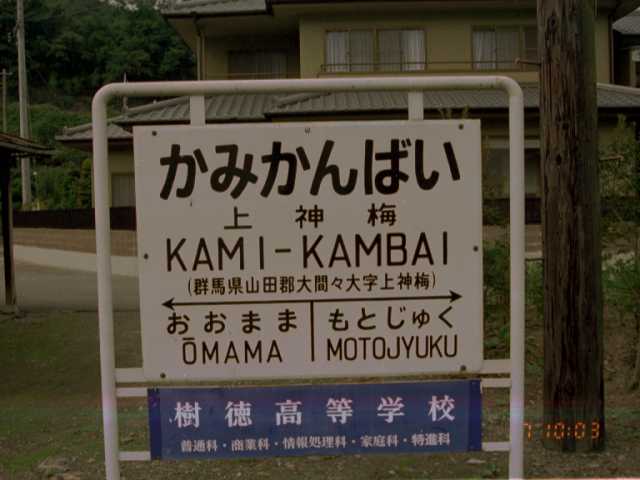 かみかんばい
上神梅
KAMI-KAMBAI
(群馬県山田郡大間々大字上神梅)
おおまま もとじゅく
ŌMAMA MOTOJYUKU
樹徳高等学校
普通科・商業科・情報処理科・家庭科・特進科
7 10:03